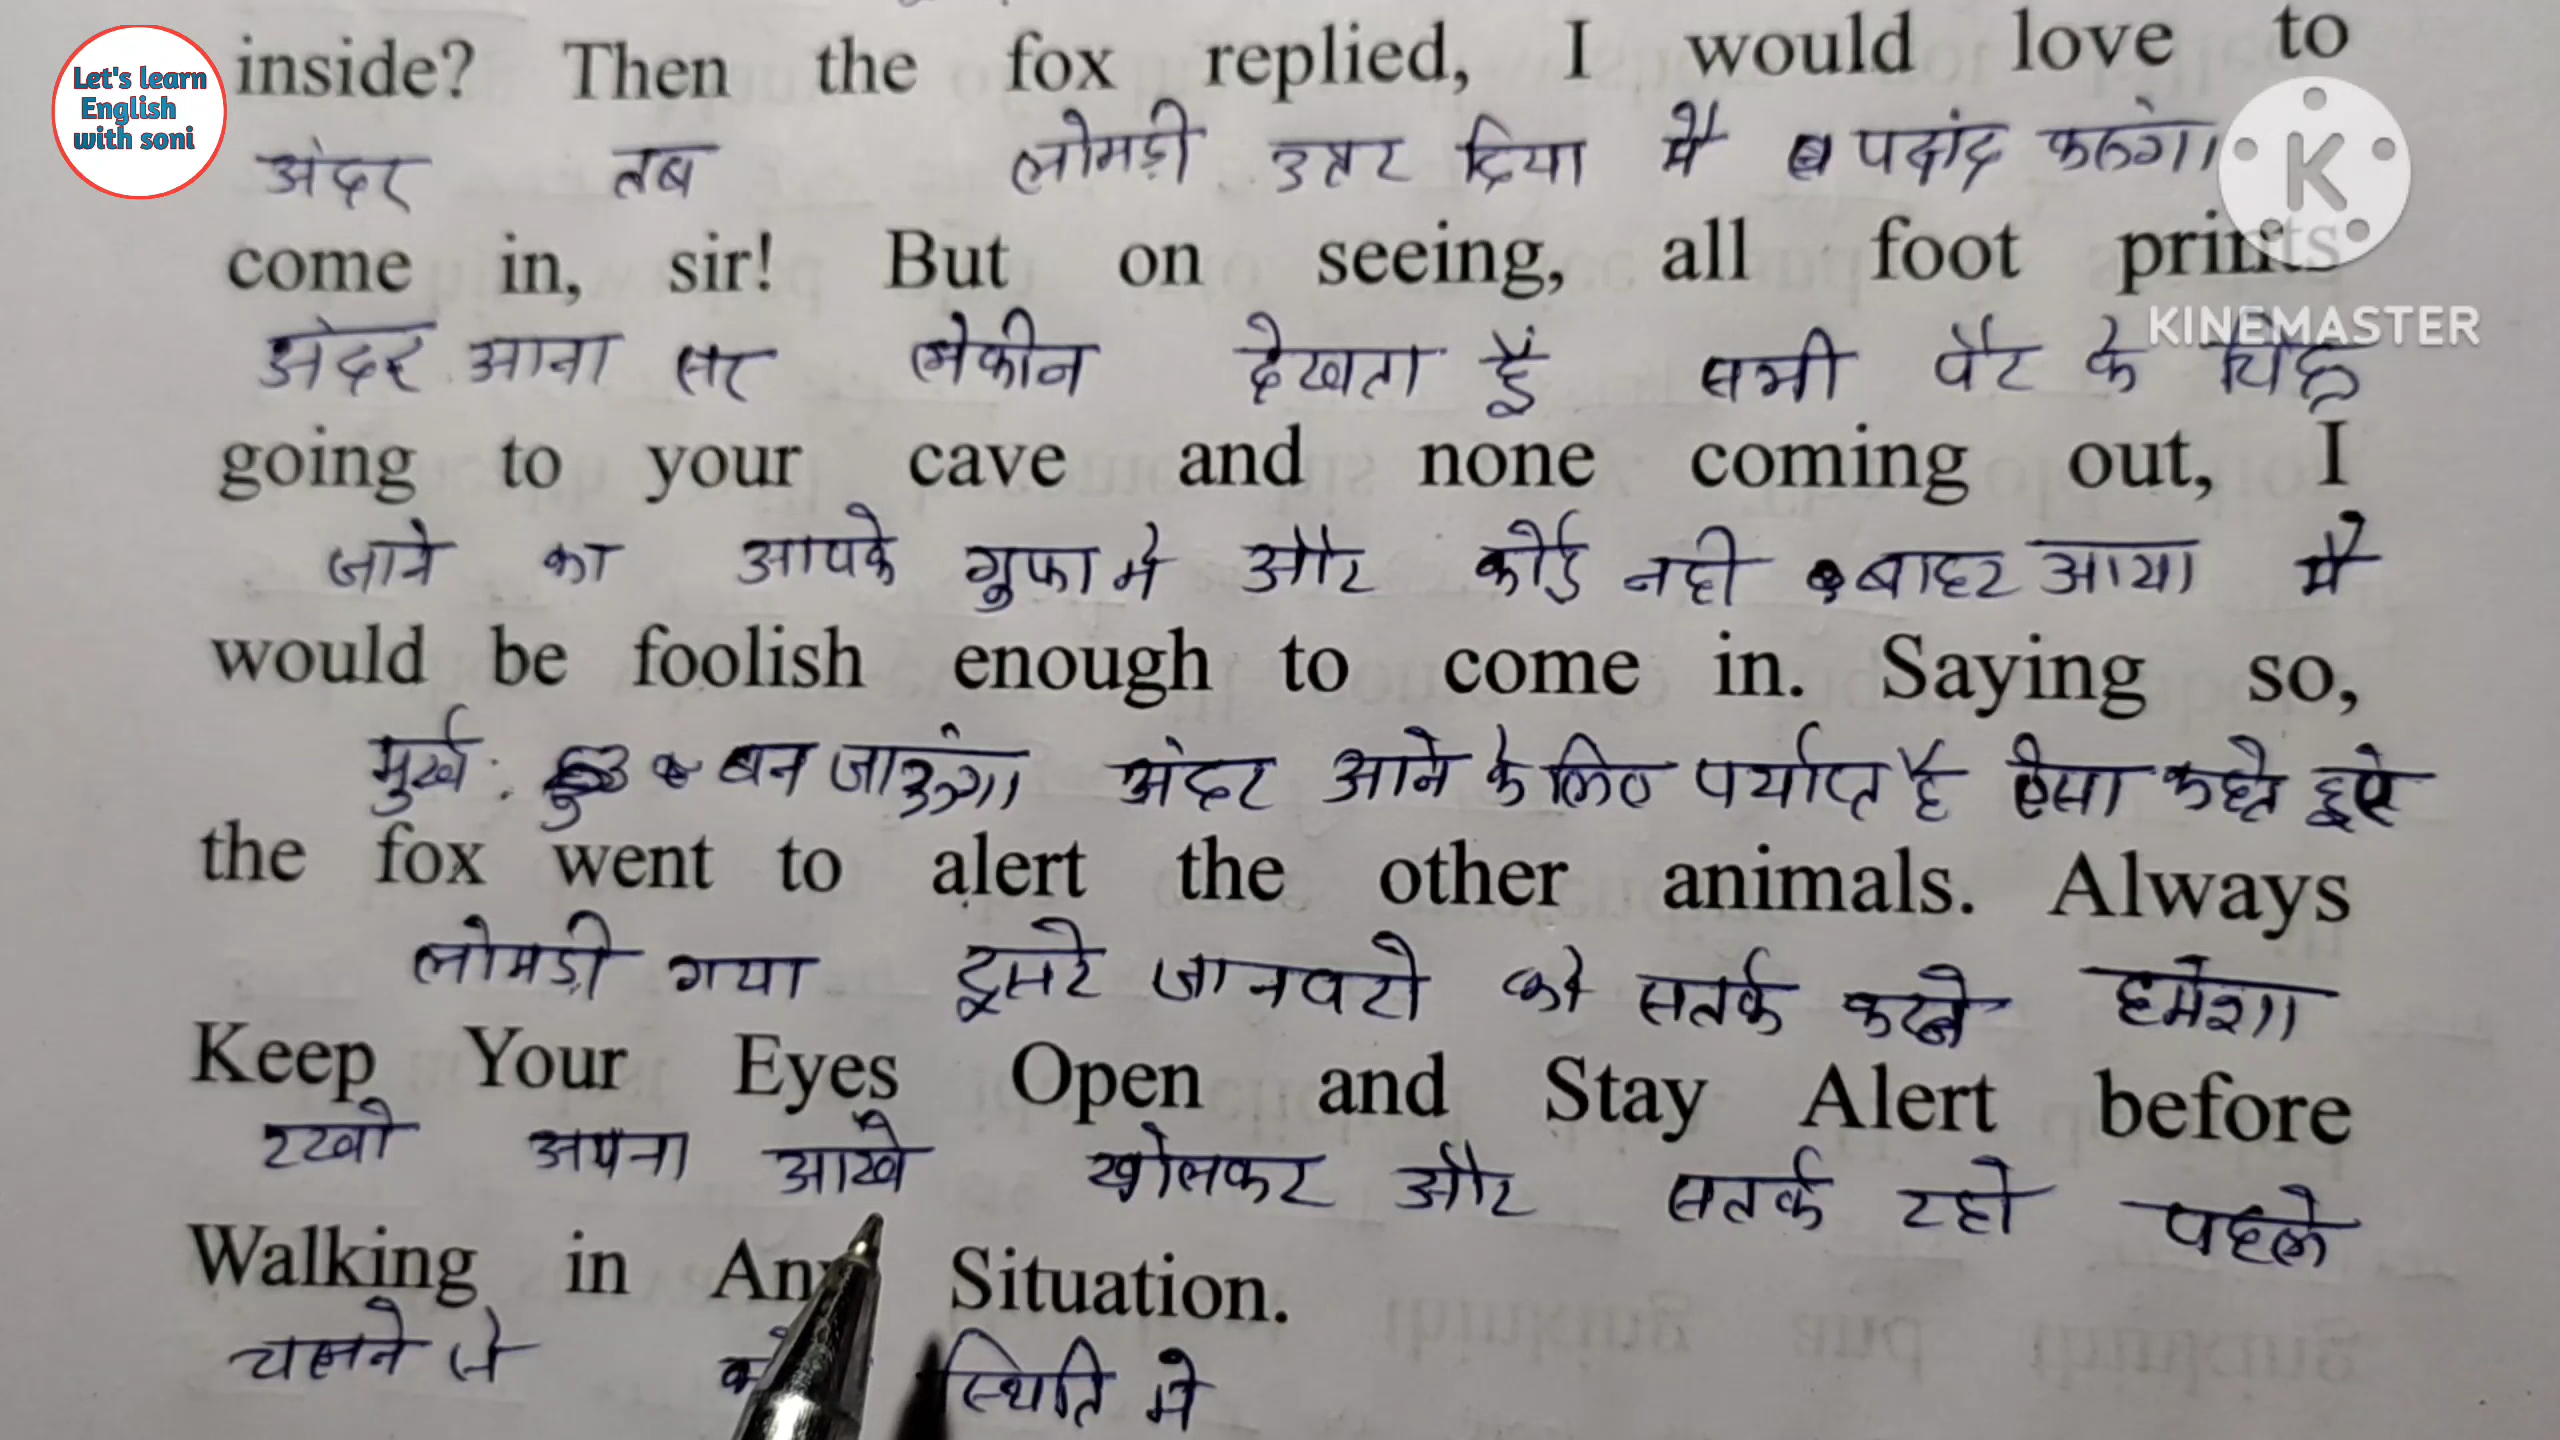 Let's learn
English
with soni
inside? Then the fox replied, I would love to
अंदर तब लोमड़ी उत्तर दिया मैं पसंद करुंगा
come in, sir! But on seeing, all foot prints
KINEMASTER
अंदर आना सर लेकीन देखता हूँ सभी पैर के चिह्न
going to your cave and none coming out, I
जाने का आपके गुफा मे और कोई नही बाहर आया मै
would be foolish enough to come in. Saying so,
मुर्ख बन जाऊंगा अंदर आने के लिए पर्याप्त है ऐसा कहते हुए
the fox went to alert the other animals. Always
लोमड़ी गया दूसरे जानवरो को सतर्क करने हमेशा
Keep Your Eyes Open and Stay Alert before
रखो अपना आँखे खोलकर और सतर्क रहो पहले
Walking in Any Situation.
चलने से स्थिति मे